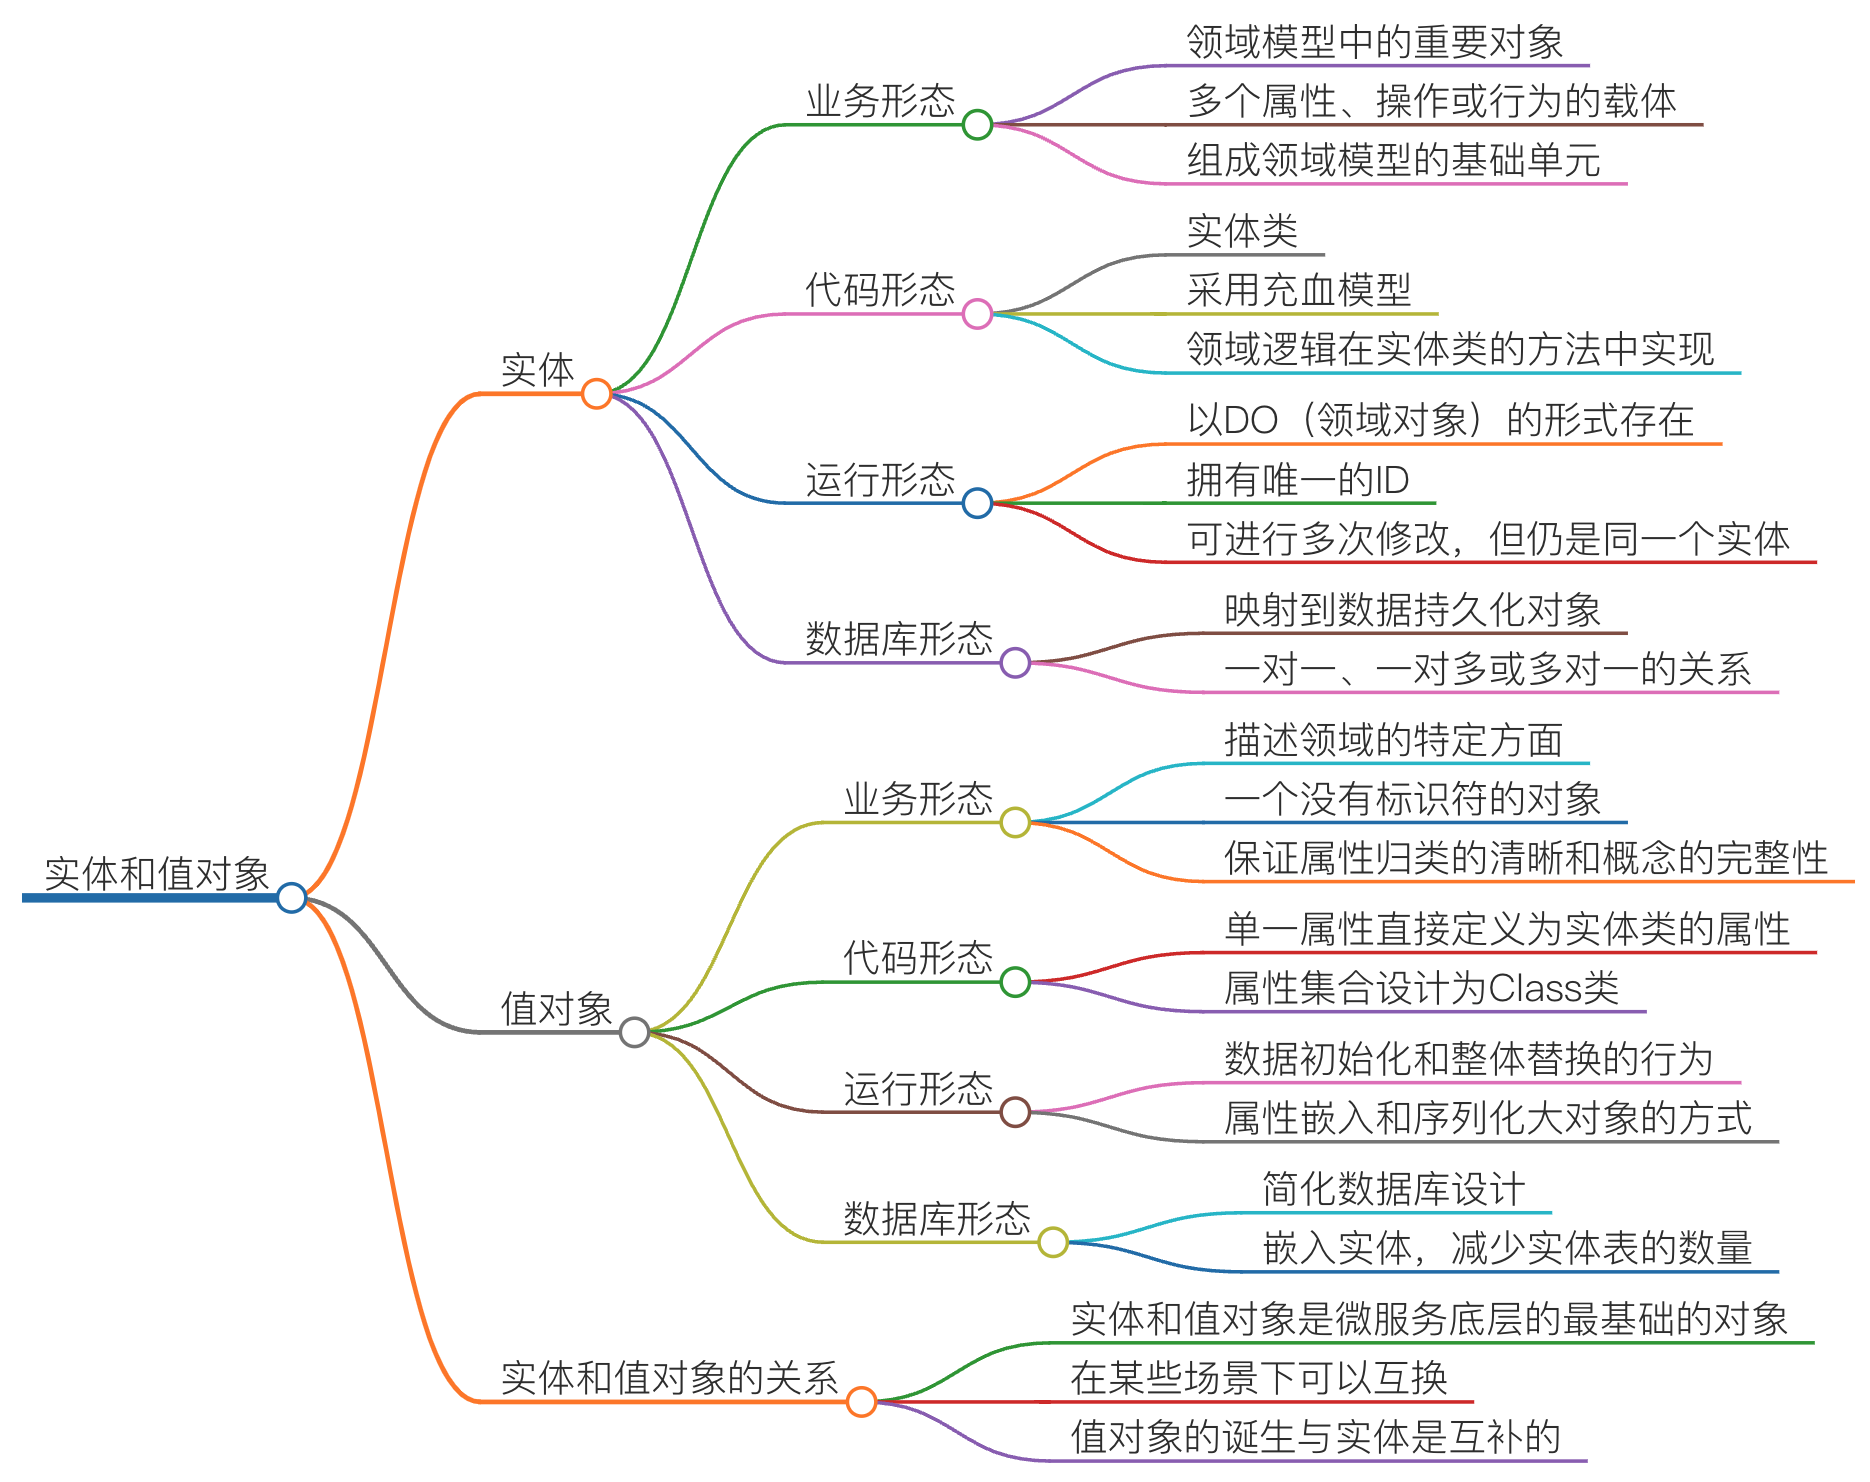 实体和值对象
实体
业务形态
领域模型中的重要对象
多个属性、操作或行为的载体
组成领域模型的基础单元
代码形态
实体类
采用充血模型
领域逻辑在实体类的方法中实现
运行形态
以DO（领域对象）的形式存在
拥有唯一的ID
可进行多次修改，但仍是同一个实体
数据库形态
映射到数据持久化对象
一对一、一对多或多对一的关系
值对象
业务形态
描述领域的特定方面
一个没有标识符的对象
保证属性归类的清晰和概念的完整性
代码形态
单一属性直接定义为实体类的属性
属性集合设计为Class类
运行形态
数据初始化和整体替换的行为
属性嵌入和序列化大对象的方式
数据库形态
简化数据库设计
嵌入实体，减少实体表的数量
实体和值对象的关系
实体和值对象是微服务底层的最基础的对象
在某些场景下可以互换
值对象的诞生与实体是互补的